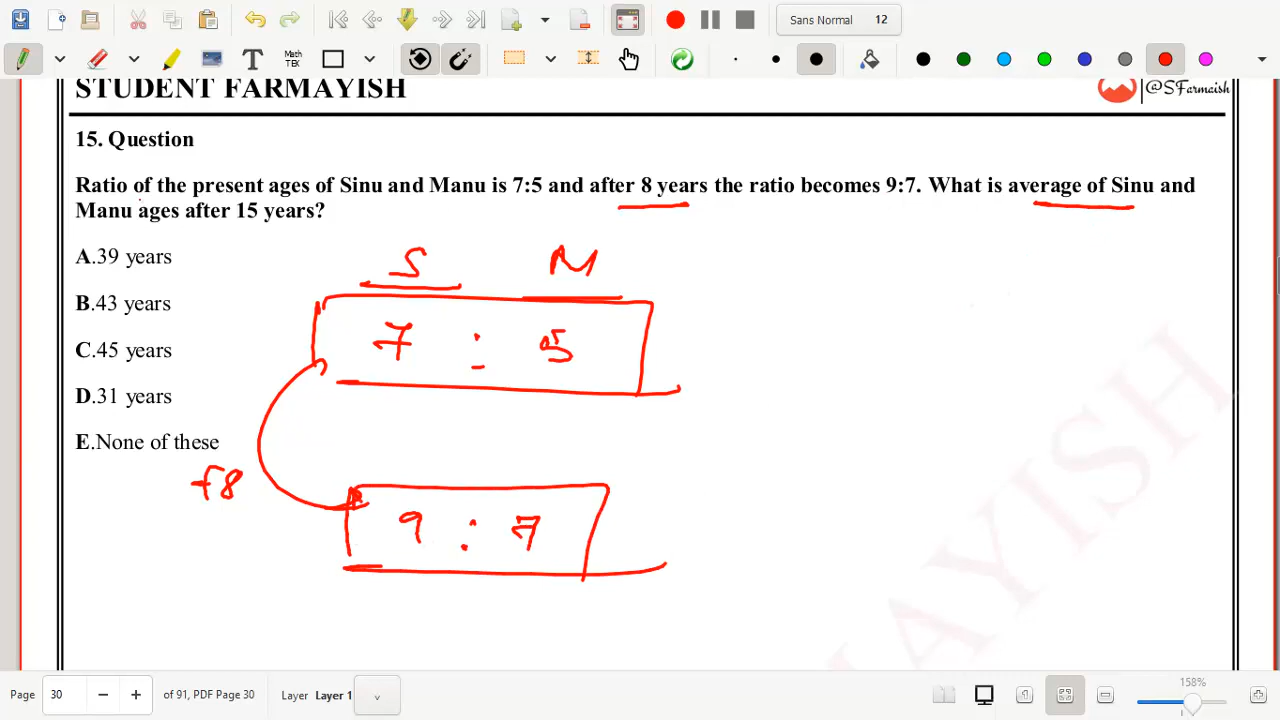 Sans Normal 12
Math
TEX
T
STUDENT FARMAYISH
@SFarmaish
15. Question
Ratio of the present ages of Sinu and Manu is 7:5 and after 8 years the ratio becomes 9:7. What is average of Sinu and
Manu ages after 15 years?
A.39 years
B.43 years
C.45 years
D.31 years
E.None of these
S M
7 : 5
+8
9 : 7
AYISH
Page 30 of 91, PDF Page 30 Layer Layer 1 158%